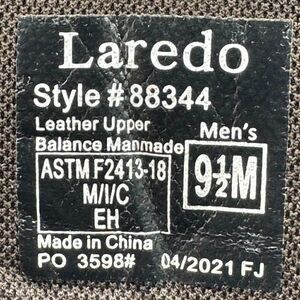 Laredo
Style # 88344
Leather Upper
Balance Manmade
Men's
ASTM F2413-18
M/I/C
EH
9½M
Made in China
PO 3598# 04/2021 FJ